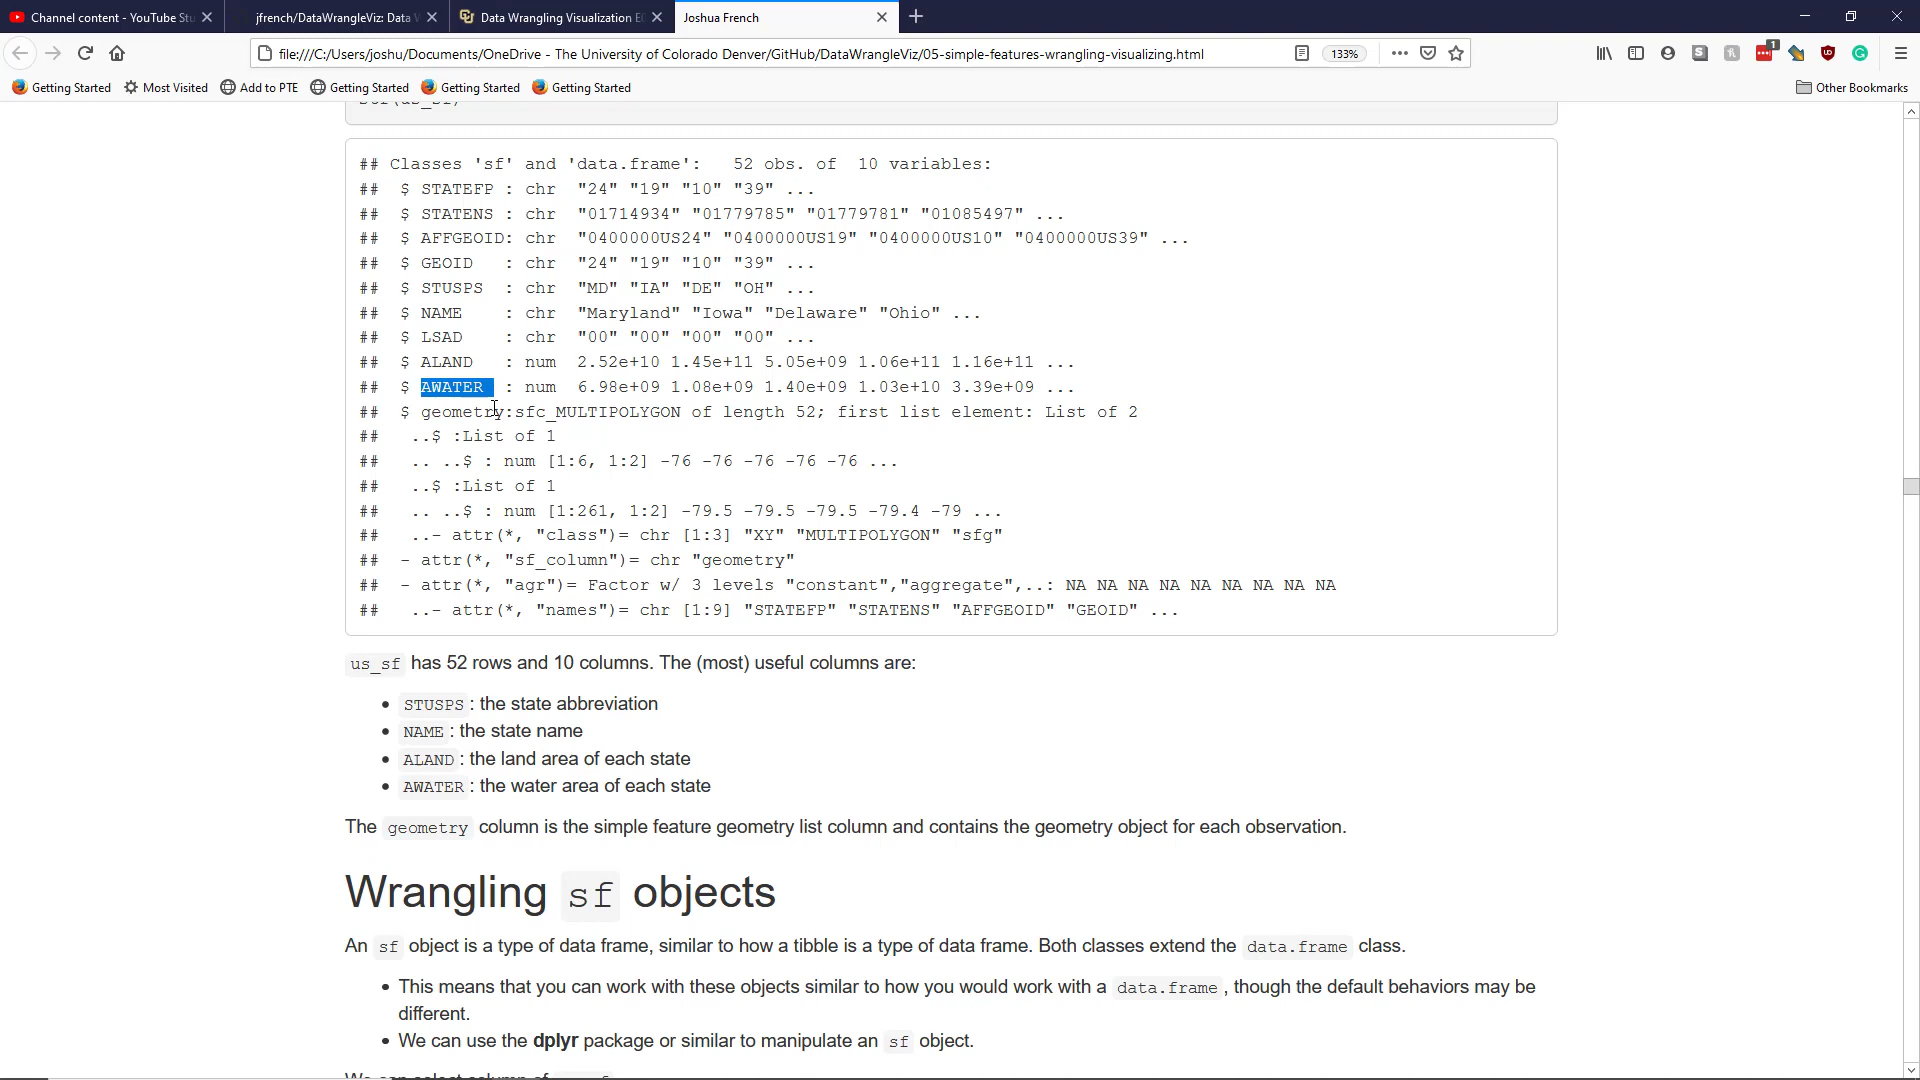 Channel content - YouTube Stu
jfrench/DataWrangleViz: Data W
Data Wrangling Visualization E
Joshua French
file:///C:/Users/joshu/Documents/OneDrive - The University of Colorado Denver/GitHub/DataWrangleViz/05-simple-features-wrangling-visualizing.html
133%
1
Getting Started
Most Visited
Add to PTE
Getting Started
Getting Started
Getting Started
Other Bookmarks
## Classes 'sf' and 'data.frame':   52 obs. of  10 variables:
##  $ STATEFP : chr  "24" "19" "10" "39" ...
##  $ STATENS : chr  "01714934" "01779785" "01779781" "01085497" ...
##  $ AFFGEOID: chr  "0400000US24" "0400000US19" "0400000US10" "0400000US39" ...
##  $ GEOID   : chr  "24" "19" "10" "39" ...
##  $ STUSPS  : chr  "MD" "IA" "DE" "OH" ...
##  $ NAME    : chr  "Maryland" "Iowa" "Delaware" "Ohio" ...
##  $ LSAD    : chr  "00" "00" "00" "00" ...
##  $ ALAND   : num  2.52e+10 1.45e+11 5.05e+09 1.06e+11 1.16e+11 ...
##  $ AWATER  : num  6.98e+09 1.08e+09 1.40e+09 1.03e+10 3.39e+09 ...
##  $ geometry:sfc_MULTIPOLYGON of length 52; first list element: List of 2
##   ..$ :List of 1
##   .. ..$ : num [1:6, 1:2] -76 -76 -76 -76 -76 ...
##   ..$ :List of 1
##   .. ..$ : num [1:261, 1:2] -79.5 -79.5 -79.5 -79.4 -79 ...
##   ..- attr(*, "class")= chr [1:3] "XY" "MULTIPOLYGON" "sfg"
##  - attr(*, "sf_column")= chr "geometry"
##  - attr(*, "agr")= Factor w/ 3 levels "constant","aggregate",..: NA NA NA NA NA NA NA NA NA
##   ..- attr(*, "names")= chr [1:9] "STATEFP" "STATENS" "AFFGEOID" "GEOID" ...
us_sf has 52 rows and 10 columns. The (most) useful columns are:
• STUSPS: the state abbreviation
• NAME: the state name
• ALAND: the land area of each state
• AWATER: the water area of each state
The geometry column is the simple feature geometry list column and contains the geometry object for each observation.
Wrangling sf objects
An sf object is a type of data frame, similar to how a tibble is a type of data frame. Both classes extend the data.frame class.
• This means that you can work with these objects similar to how you would work with a data.frame, though the default behaviors may be
different.
• We can use the dplyr package or similar to manipulate an sf object.